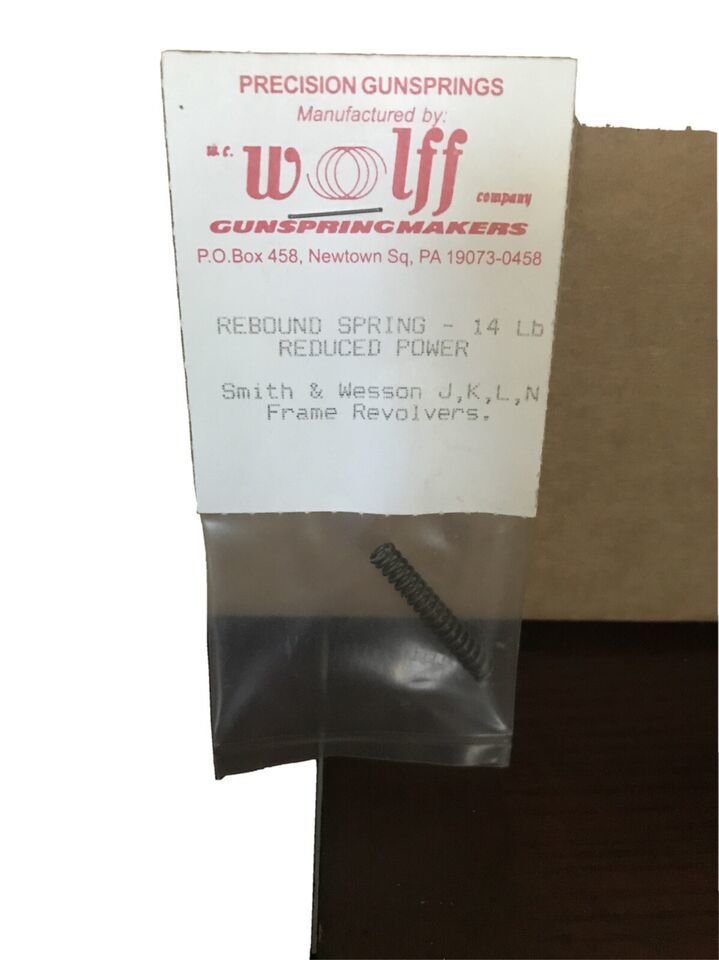 PRECISION GUNSPRINGS
Manufactured by:
w.c. wolff company
GUNSPRINGMAKERS
P.O.Box 458, Newtown Sq, PA 19073-0458
REBOUND SPRING - 14 Lb
REDUCED POWER
Smith & Wesson J,K,L,N
Frame Revolvers.